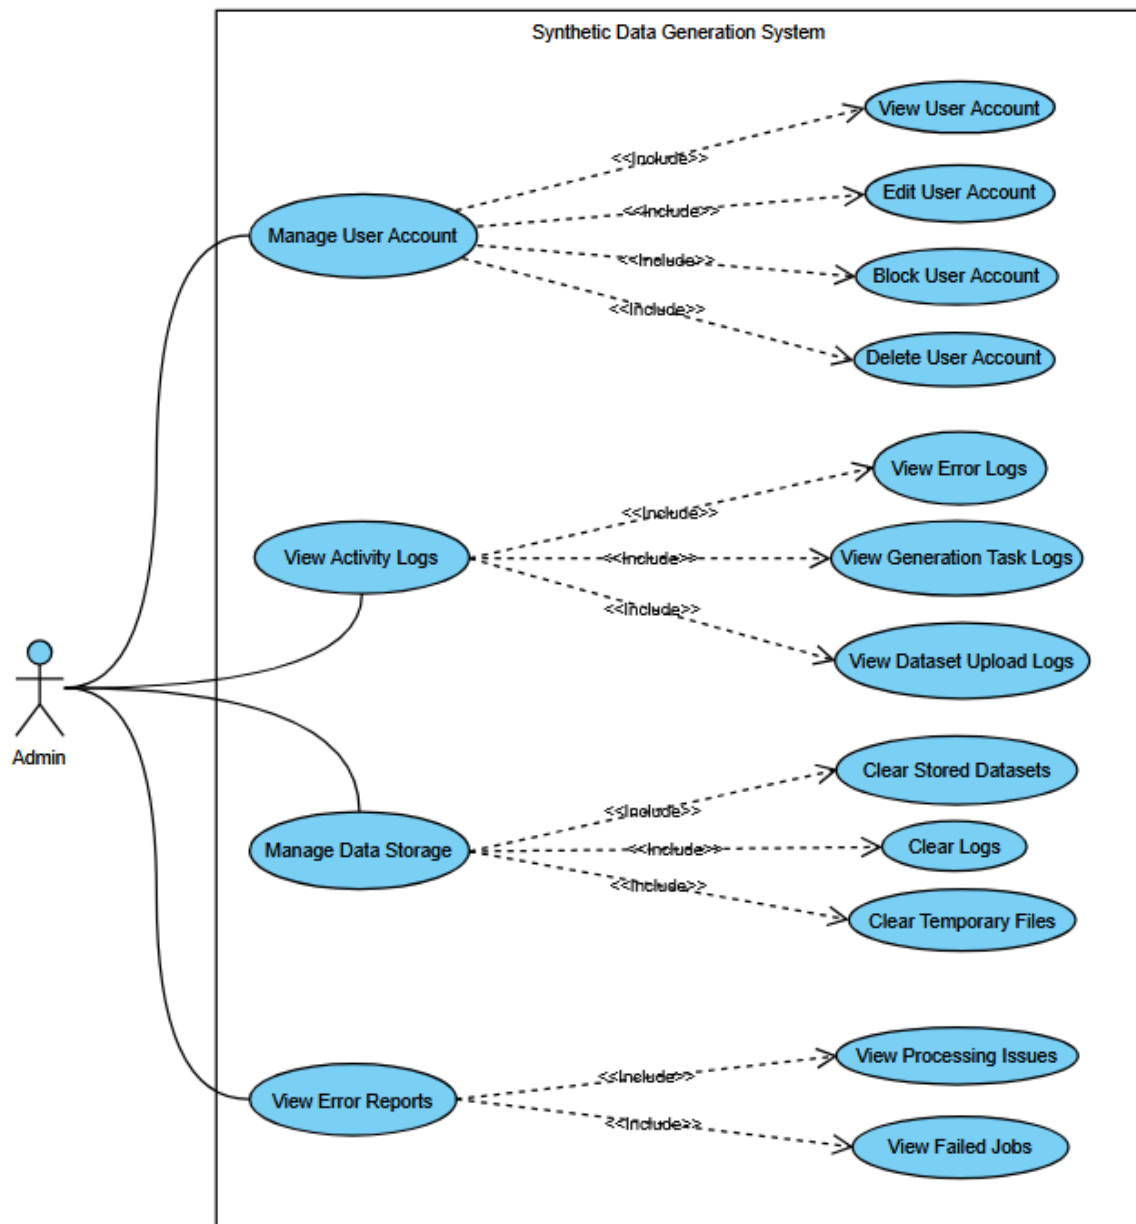 Synthetic Data Generation System
View User Account
<<Include>>
Edit User Account
<<Include>>
Manage User Account
<<Include>>
Block User Account
<<Include>>
Delete User Account
View Error Logs
<<Include>>
View Activity Logs
<<Include>>
View Generation Task Logs
<<Include>>
View Dataset Upload Logs
Admin
Clear Stored Datasets
<<Include>>
Manage Data Storage
<<Include>>
Clear Logs
<<Include>>
Clear Temporary Files
View Processing Issues
<<Include>>
View Error Reports
<<Include>>
View Failed Jobs